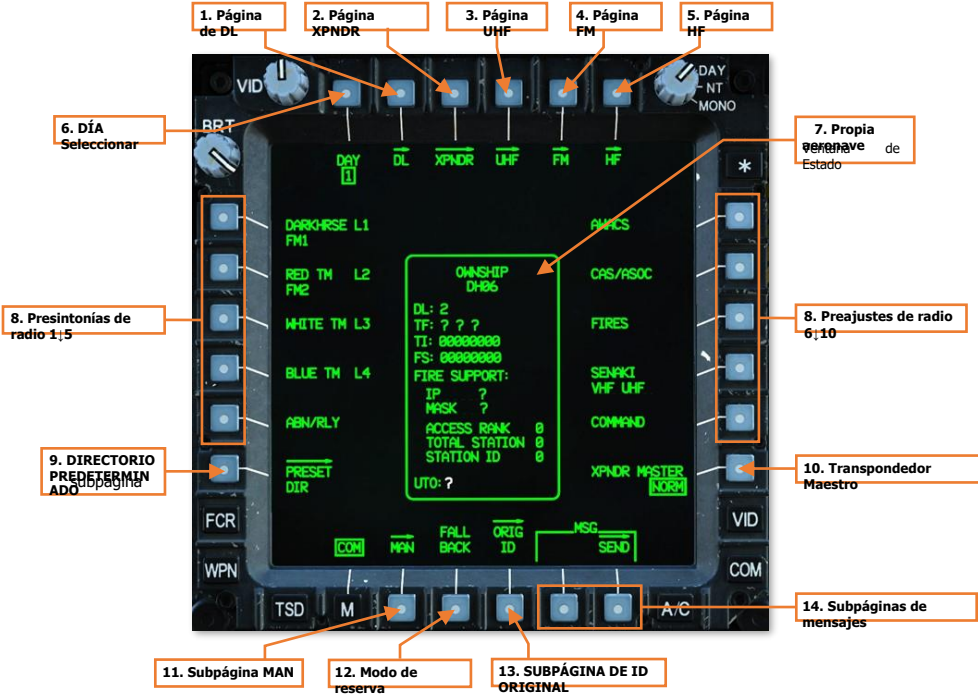 1. Página
de DL
2. Página
XPNDR
3. Página
UHF
4. Página
FM
5. Página
HF
VID
DAY
NT
MONO
BRT
6. DÍA
Seleccionar
7. Propia
aeronave
Ventana de
Estado
DAY
1
DL
XPNDR
UHF
FM
HF
*
DARKHRSE L1
FM1
AWACS
RED TM L2
FM2
CAS/ASOC
WHITE TM L3
FIRES
BLUE TM L4
SENAKI
VHF UHF
ABN/RLY
COMMAND
OWNSHIP
DH06
DL: 2
TF: ? ? ?
TI: 00000000
FS: 00000000
FIRE SUPPORT:
IP ?
MASK ?
ACCESS RANK 0
TOTAL STATION 0
STATION ID 0
UTO: ?
8. Presintonías de
radio 1↓5
8. Preajustes de radio
6↓10
9. DIRECTORIO
PREDETERMIN
ADO
Subpágina
PRESET
DIR
XPNDR MASTER
NORM
10. Transpondedor
Maestro
FCR
VID
COM
MAN
FALL
BACK
ORIG
ID
MSG
SEND
WPN
COM
TSD
M
A/C
14. Subpáginas de
mensajes
11. Subpágina MAN
12. Modo de
reserva
13. SUBPÁGINA DE ID
ORIGINAL